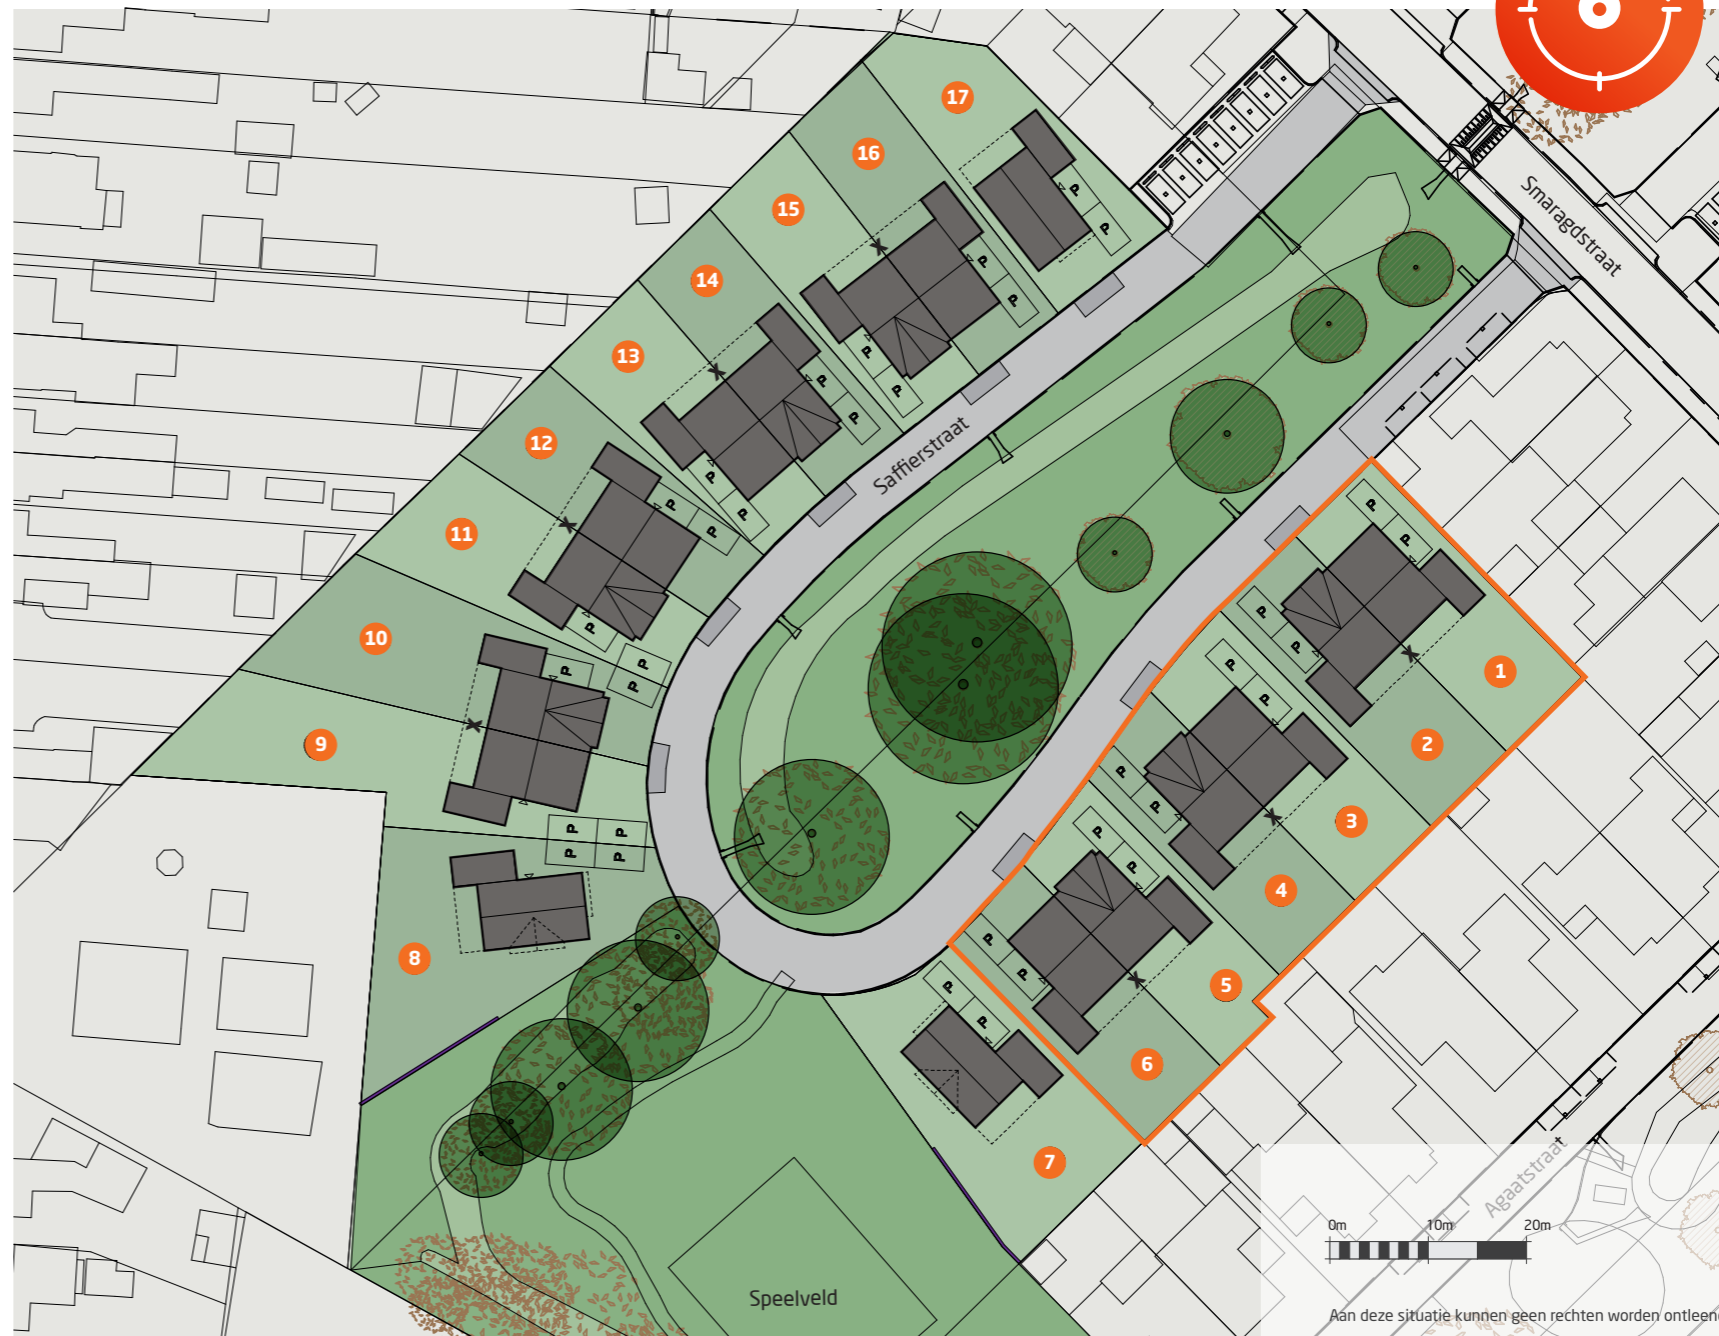 17
16
15
14
13
12
11
10
9
8
7
6
5
4
3
2
1
P P
P P
P P
P P
P P
P P
P
P
P
P
P P
P P
P P
P P
P P
P P
P P
P P
P P
Smaragdstraat
Saffierstraat
Agaatstraat
Speelveld
0m 10m 20m
Aan deze situatie kunnen geen rechten worden ontleen